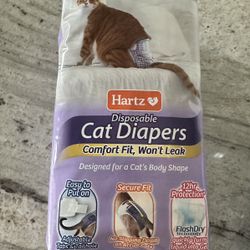 Hartz
Disposable
Cat Diapers
Comfort Fit, Won't Leak
Designed for a Cat's Body Shape
Easy to
Put on
Secure Fit
12hr
Protection
FlashDry
Adjustable